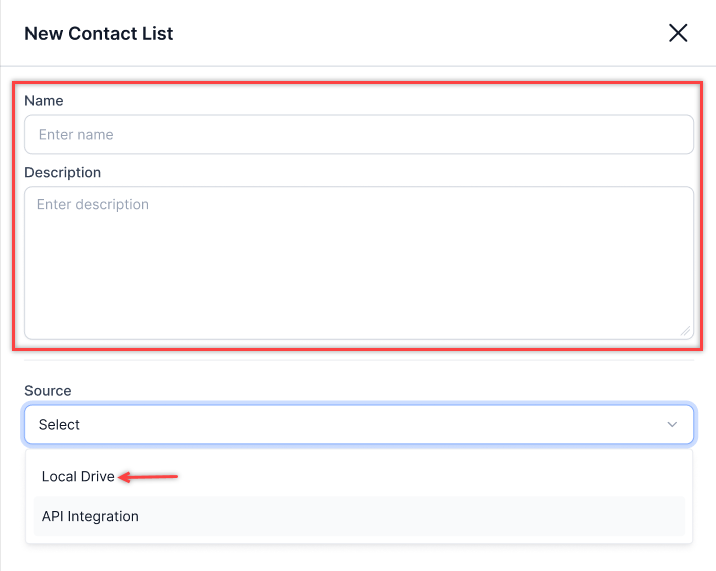 New Contact List
Name
Enter name
Description
Enter description
Source
Select
Local Drive
API Integration